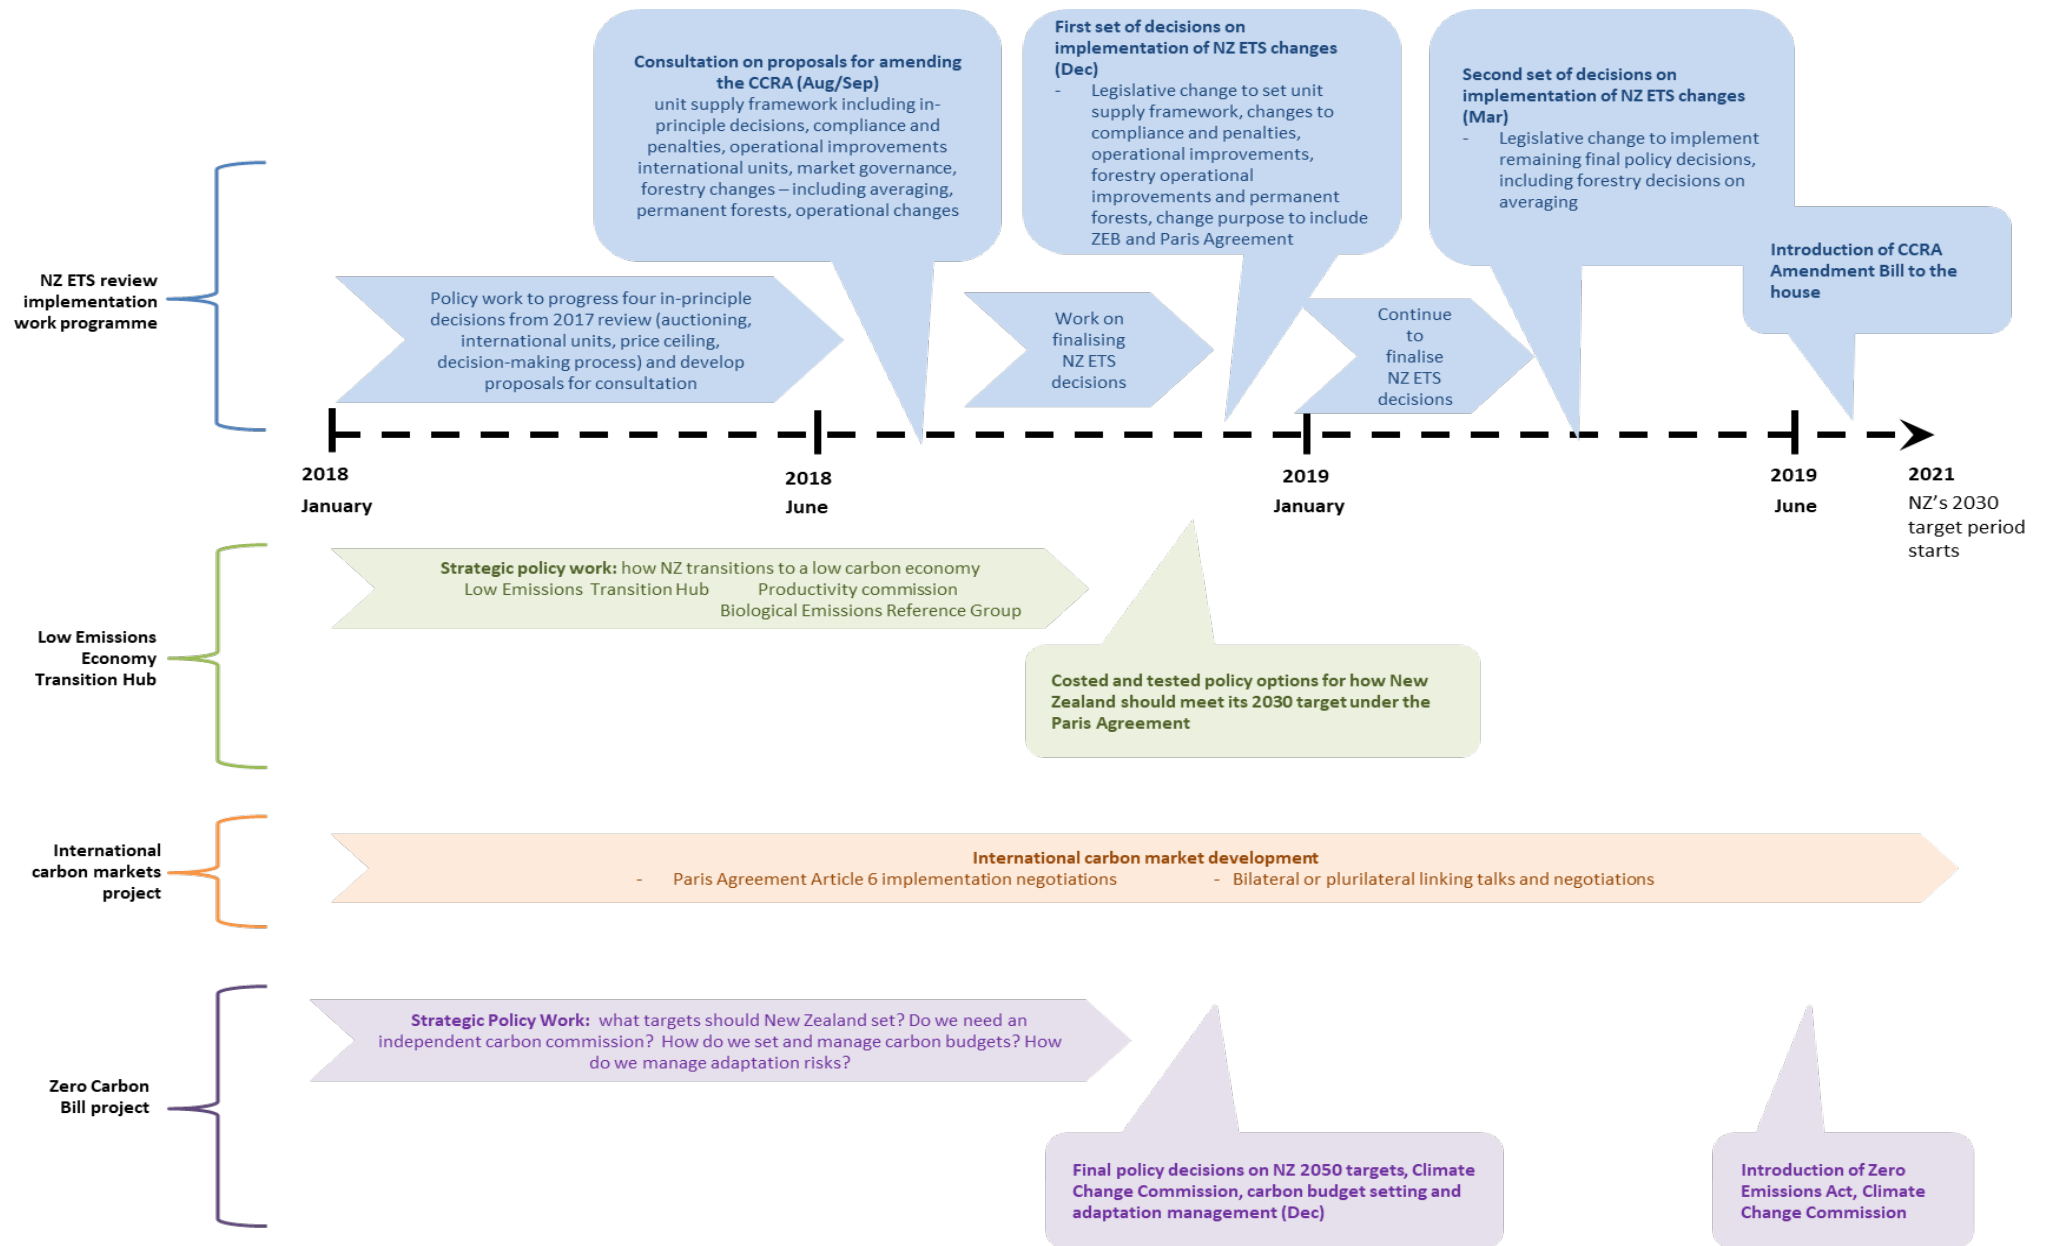 Consultation on proposals for amending
the CCRA (Aug/Sep)
unit supply framework including in-
principle decisions, compliance and
penalties, operational improvements
international units, market governance,
forestry changes – including averaging,
permanent forests, operational changes
First set of decisions on
implementation of NZ ETS changes
(Dec)
- Legislative change to set unit
supply framework, changes to
compliance and penalties,
operational improvements,
forestry operational
improvements and permanent
forests, change purpose to include
ZEB and Paris Agreement
Second set of decisions on
implementation of NZ ETS changes
(Mar)
- Legislative change to implement
remaining final policy decisions,
including forestry decisions on
averaging
Introduction of CCRA
Amendment Bill to the
house
NZ ETS review
implementation
work programme
Policy work to progress four in-principle
decisions from 2017 review (auctioning,
international units, price ceiling,
decision-making process) and develop
proposals for consultation
Work on
finalising
NZ ETS
decisions
Continue
to
finalise
NZ ETS
decisions
2018
January
2018
June
2019
January
2019
June
2021
NZ's 2030
target period
starts
Low Emissions
Economy
Transition Hub
Strategic policy work: how NZ transitions to a low carbon economy
Low Emissions Transition Hub Productivity commission
Biological Emissions Reference Group
Costed and tested policy options for how New
Zealand should meet its 2030 target under the
Paris Agreement
International
carbon markets
project
International carbon market development
- Paris Agreement Article 6 implementation negotiations - Bilateral or plurilateral linking talks and negotiations
Zero Carbon
Bill project
Strategic Policy Work: what targets should New Zealand set? Do we need an
independent carbon commission? How do we set and manage carbon budgets? How
do we manage adaptation risks?
Final policy decisions on NZ 2050 targets, Climate
Change Commission, carbon budget setting and
adaptation management (Dec)
Introduction of Zero
Emissions Act, Climate
Change Commission